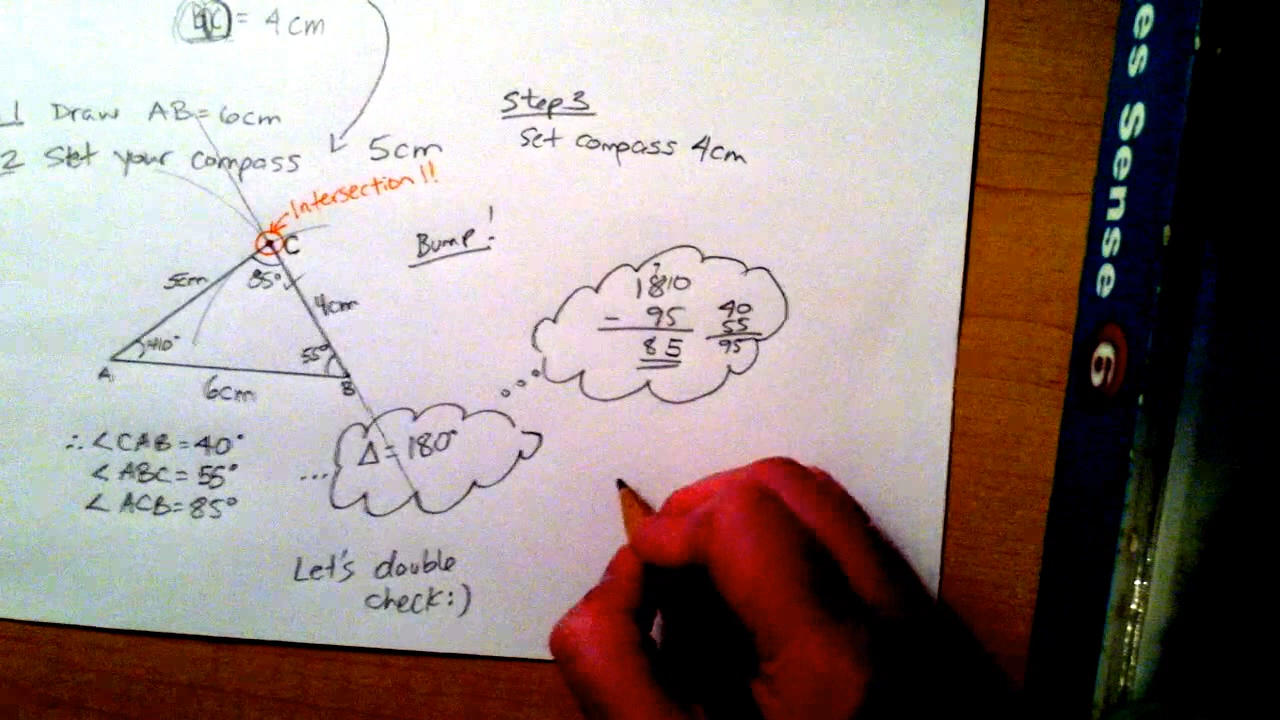 BC = 4cm
1 Draw AB = 6cm
2 Set your compass 5cm
Intersection!!
C
5cm
85°
4cm
40°
55°
A
B
6cm
∴ ∠CAB = 40°
∠ABC = 55°
∠ACB = 85°
Step 3
Set compass 4cm
Bump!
7
1810
- 95
85
40
55
95
... Δ = 180°
Let's double
check :)
es Sense 6